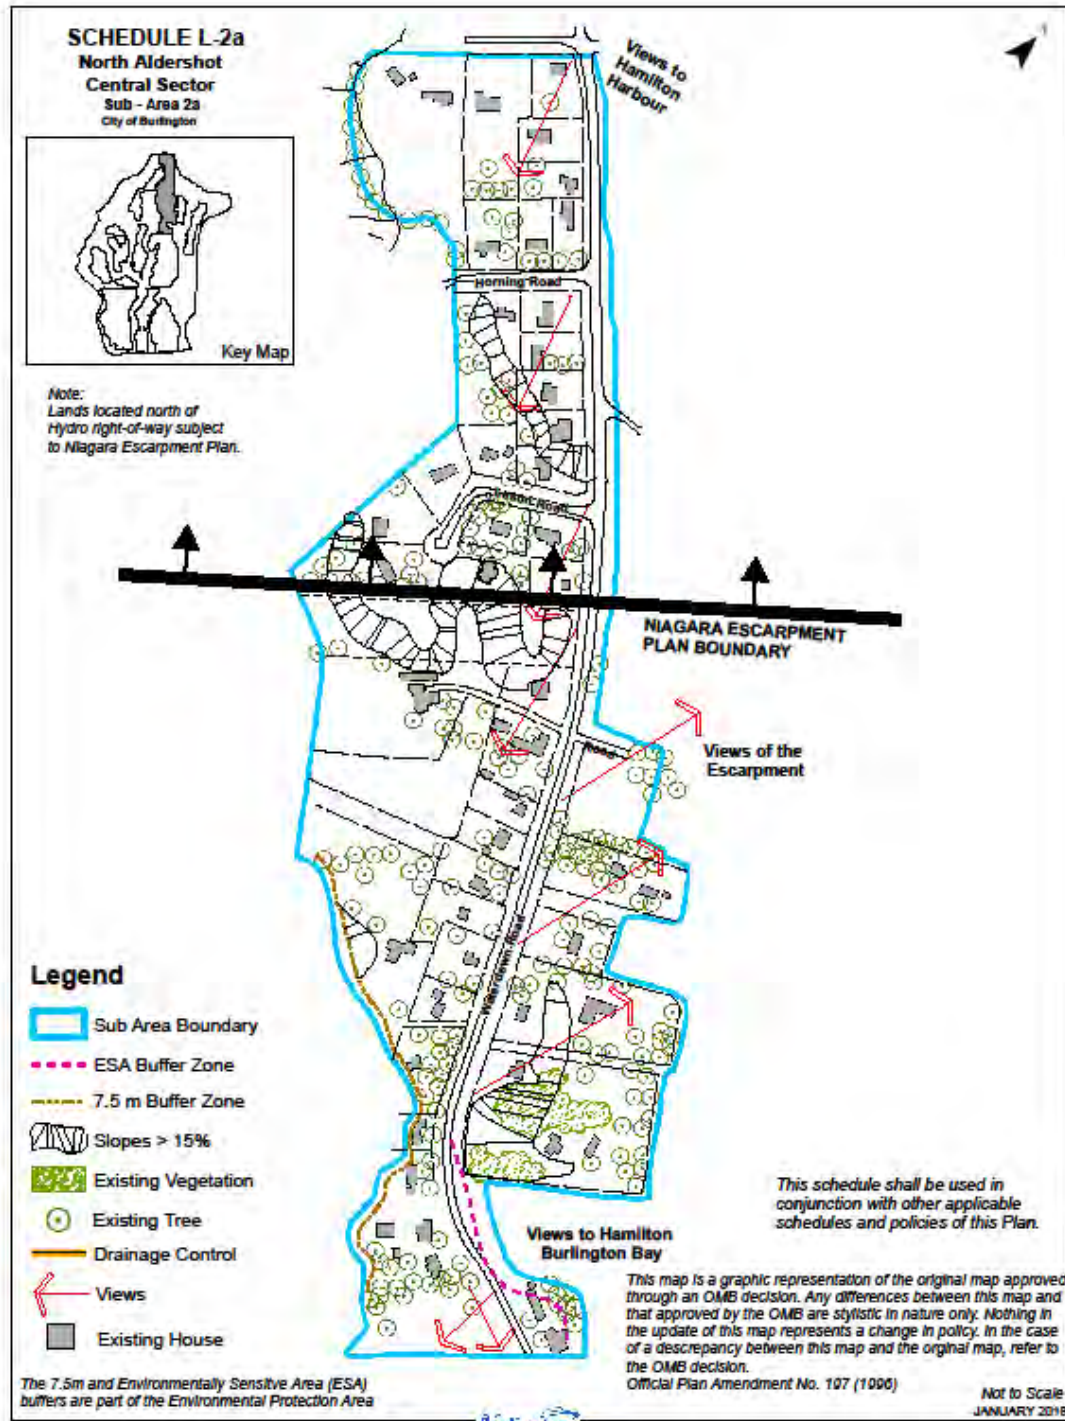 SCHEDULE L-2a
North Aldershot
Central Sector
Sub - Area 2a
City of Burlington
Key Map
Note:
Lands located north of
Hydro right-of-way subject
to Niagara Escarpment Plan.
Views to
Hamilton
Harbour
Horning Road
Road
NIAGARA ESCARPMENT
PLAN BOUNDARY
Road
Views of the
Escarpment
Waterdown Road
Legend
Sub Area Boundary
ESA Buffer Zone
7.5 m Buffer Zone
Slopes > 15%
Existing Vegetation
Existing Tree
Drainage Control
Views
Existing House
Views to Hamilton
Burlington Bay
This schedule shall be used in
conjunction with other applicable
schedules and policies of this Plan.
This map is a graphic representation of the original map approved
through an OMB decision. Any differences between this map and
that approved by the OMB are stylistic in nature only. Nothing in
the update of this map represents a change in policy. In the case
of a descrepancy between this map and the orginal map, refer to
the OMB decision.
Official Plan Amendment No. 197 (1996)
The 7.5m and Environmentally Sensitve Area (ESA)
buffers are part of the Environmental Protection Area
Not to Scale
JANUARY 2018